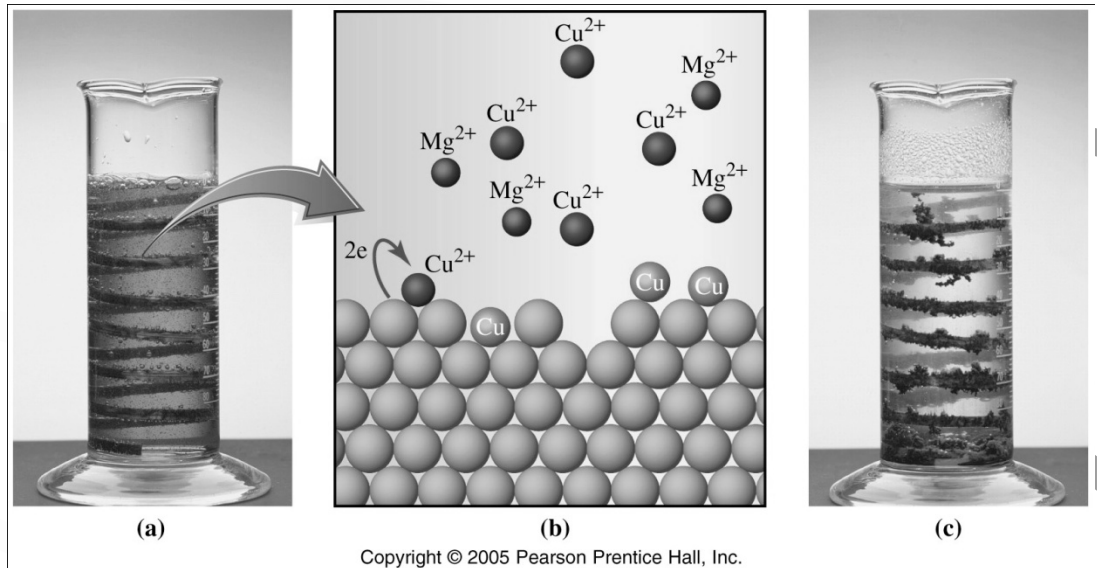 Cu²⁺
Mg²⁺
Cu²⁺
Cu²⁺
Mg²⁺
Mg²⁺
Cu²⁺
Mg²⁺
2e
Cu²⁺
Cu
Cu
Cu
(a)
(b)
(c)
Copyright © 2005 Pearson Prentice Hall, Inc.